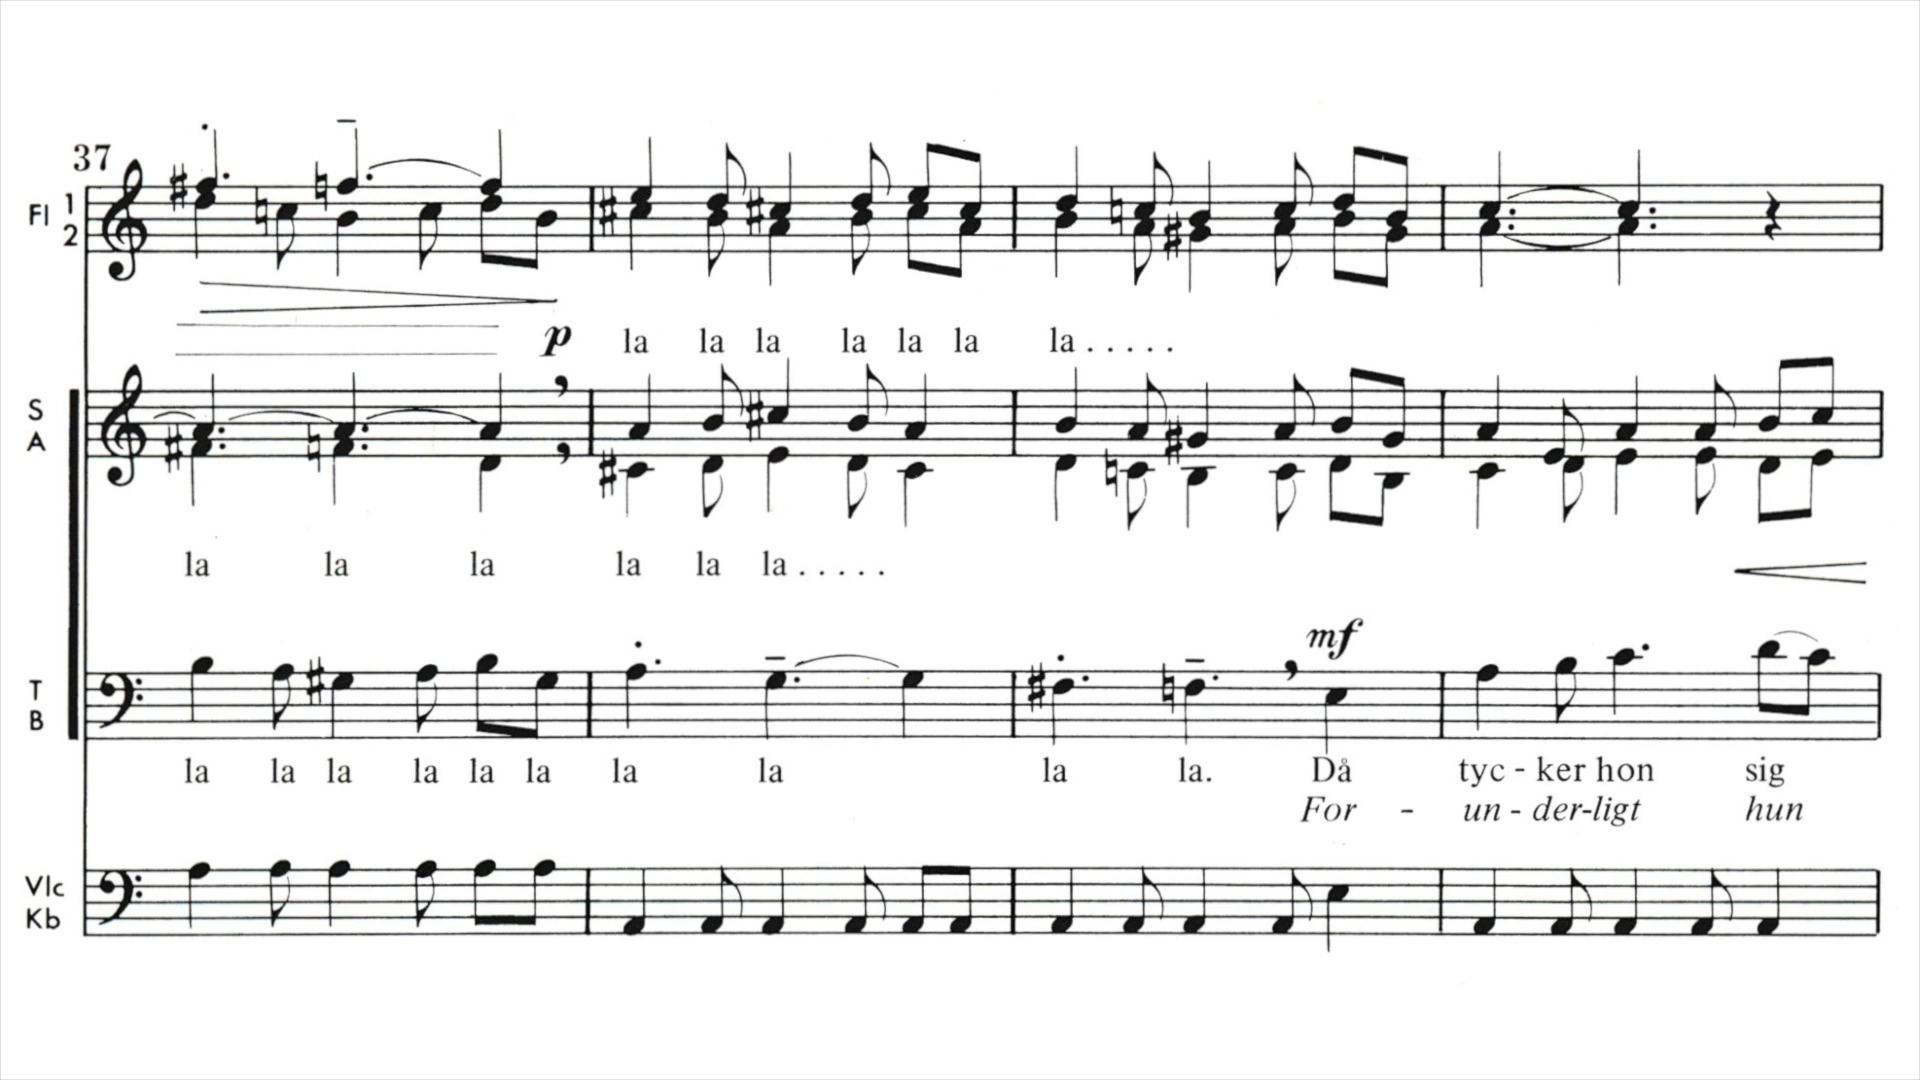 37
Fl 1
2
p la la la la la la la . . . . .
S
A
la la la la la la . . . . .
mf
T
B
la la la la la la la la la la. Då tyc - ker hon sig
For - un - der-ligt hun
Vlc
Kb